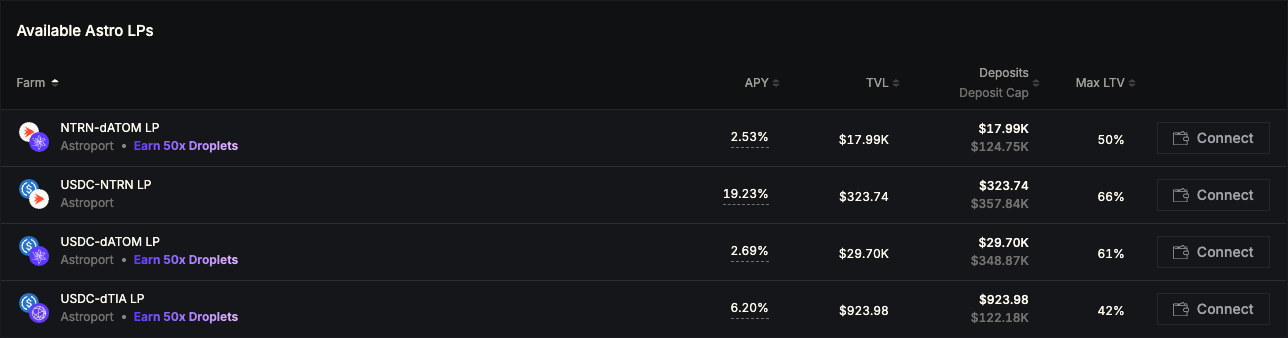 Available Astro LPs
Farm APY TVL Deposits Max LTV
Deposit Cap
NTRN-dATOM LP
Astroport • Earn 50x Droplets
2.53% $17.99K $17.99K 50% Connect
$124.75K
USDC-NTRN LP
Astroport
19.23% $323.74 $323.74 66% Connect
$357.84K
USDC-dATOM LP
Astroport • Earn 50x Droplets
2.69% $29.70K $29.70K 61% Connect
$348.87K
USDC-dTIA LP
Astroport • Earn 50x Droplets
6.20% $923.98 $923.98 42% Connect
$122.18K